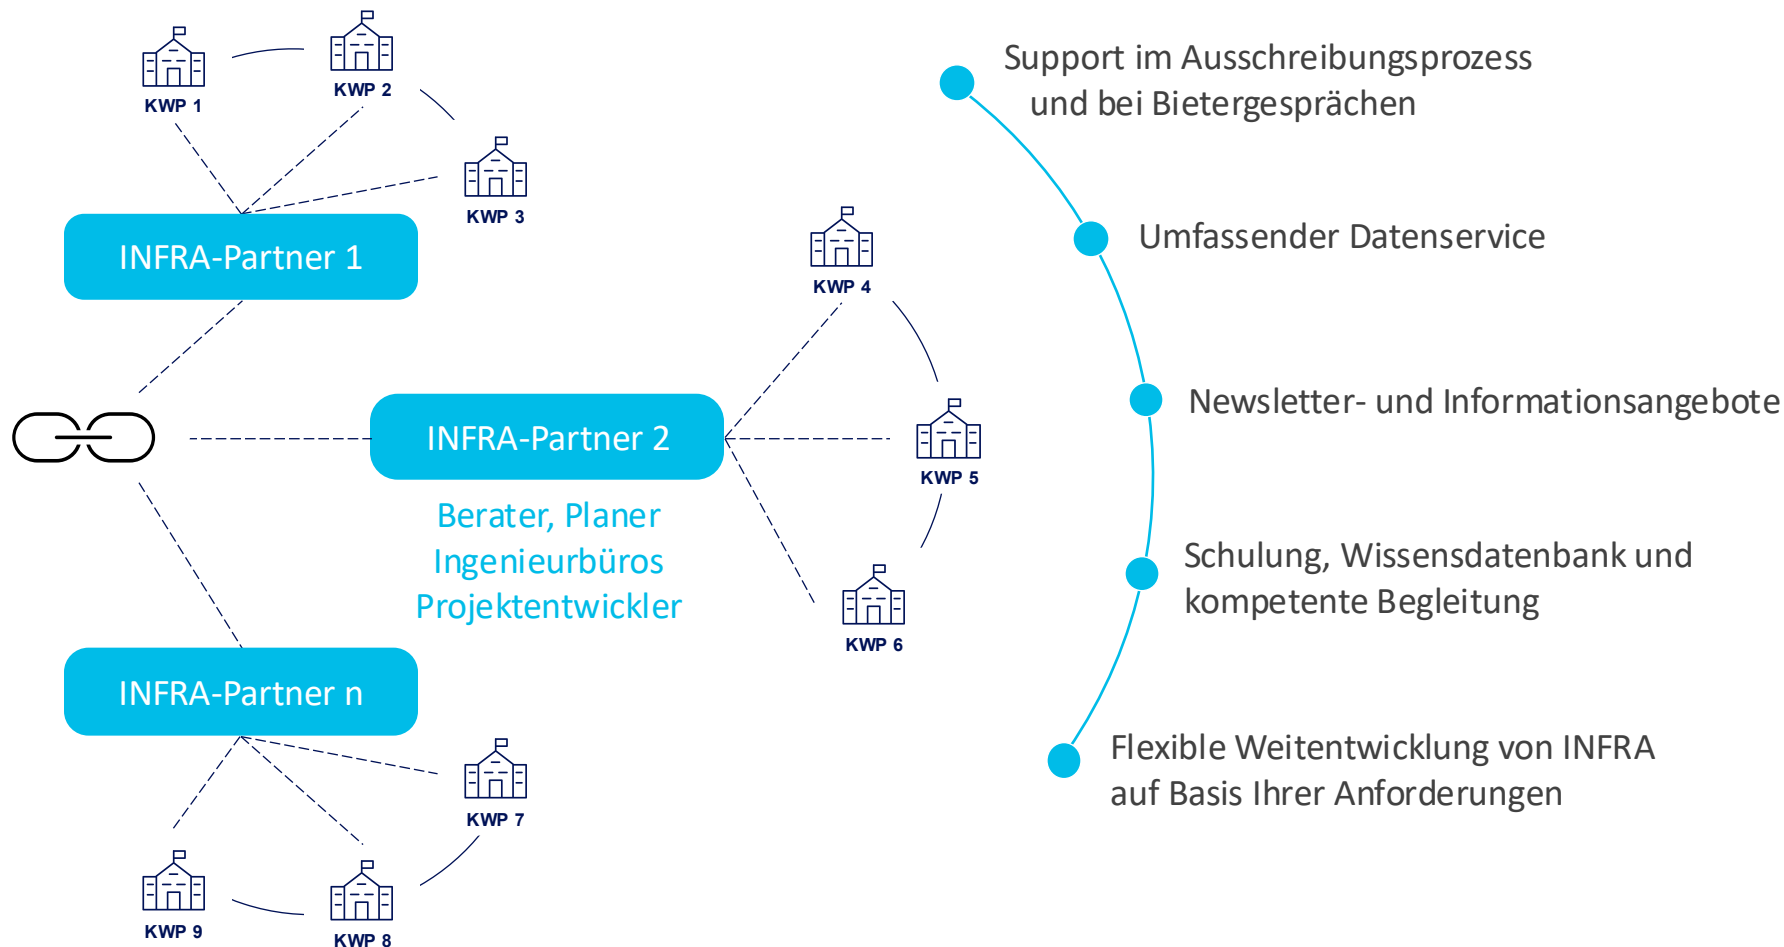 KWP 1
KWP 2
KWP 3
INFRA-Partner 1
KWP 4
INFRA-Partner 2
KWP 5
Berater, Planer
Ingenieurbüros
Projektentwickler
KWP 6
INFRA-Partner n
KWP 7
KWP 9
KWP 8
Support im Ausschreibungsprozess
und bei Bietergesprächen
Umfassender Datenservice
Newsletter- und Informationsangebote
Schulung, Wissensdatenbank und
kompetente Begleitung
Flexible Weitentwicklung von INFRA
auf Basis Ihrer Anforderungen